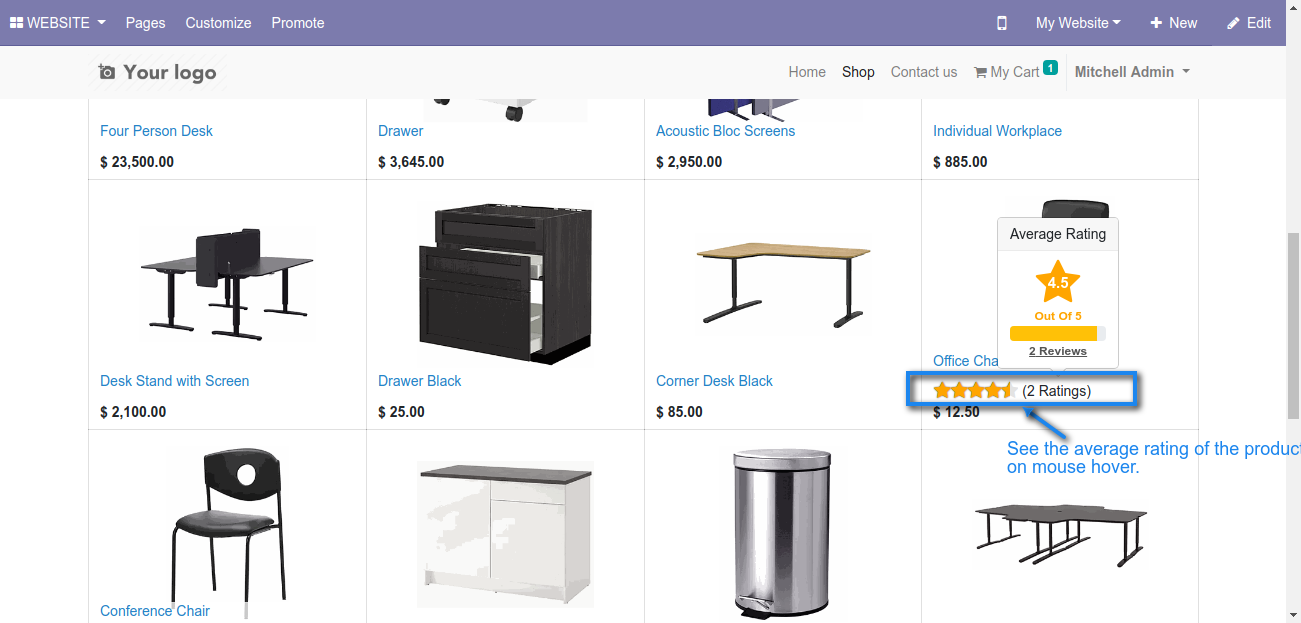 WEBSITE Pages Customize Promote My Website New Edit
Your logo Home Shop Contact us My Cart 1 Mitchell Admin
Four Person Desk Drawer Acoustic Bloc Screens Individual Workplace
$ 23,500.00 $ 3,645.00 $ 2,950.00 $ 885.00
Average Rating
4.5
Out Of 5
2 Reviews
Office Cha
Desk Stand with Screen Drawer Black Corner Desk Black
(2 Ratings)
$ 2,100.00 $ 25.00 $ 85.00 $ 12.50
See the average rating of the product
on mouse hover.
Conference Chair